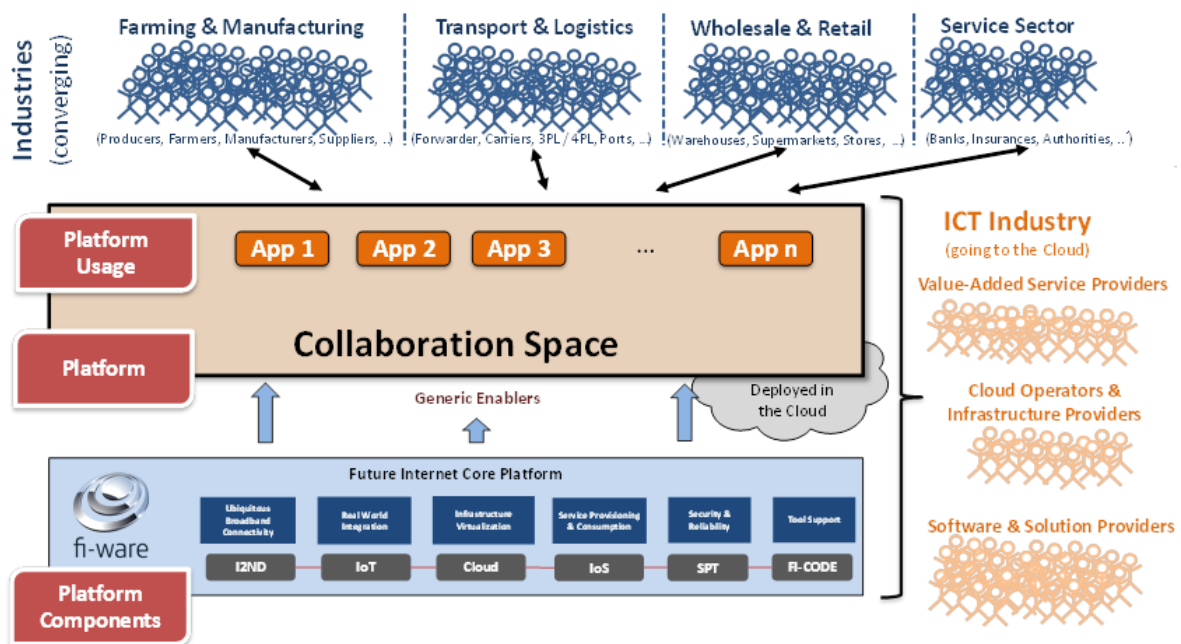 Industries
(converging)
Farming & Manufacturing
Transport & Logistics
Wholesale & Retail
Service Sector
(Producers, Farmers, Manufacturers, Suppliers, ..)
(Forwarder, Carriers, 3PL / 4PL, Ports, ...)
(Warehouses, Supermarkets, Stores, ...)
(Banks, Insurances, Authorities, ..)
Platform
Usage
App 1
App 2
App 3
...
App n
Collaboration Space
Platform
Generic Enablers
Deployed in
the Cloud
ICT Industry
(going to the Cloud)
Value-Added Service Providers
Cloud Operators &
Infrastructure Providers
Software & Solution Providers
Future Internet Core Platform
fi-ware
Ubiquitous
Broadband
Connectivity
Real World
Integration
Infrastructure
Virtualization
Service Provisioning
& Consumption
Security &
Reliability
Tool Support
I2ND
IoT
Cloud
IoS
SPT
FI-CODE
Platform
Components